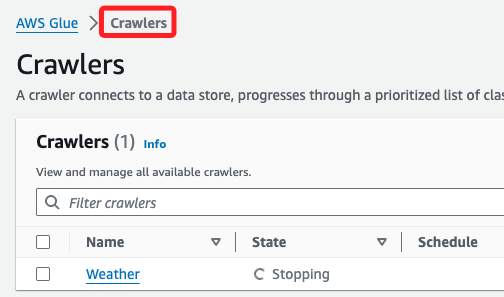 AWS Glue > Crawlers
Crawlers
A crawler connects to a data store, progresses through a prioritized list of
Crawlers (1) Info
View and manage all available crawlers.
Filter crawlers
Name State Schedule
Weather Stopping